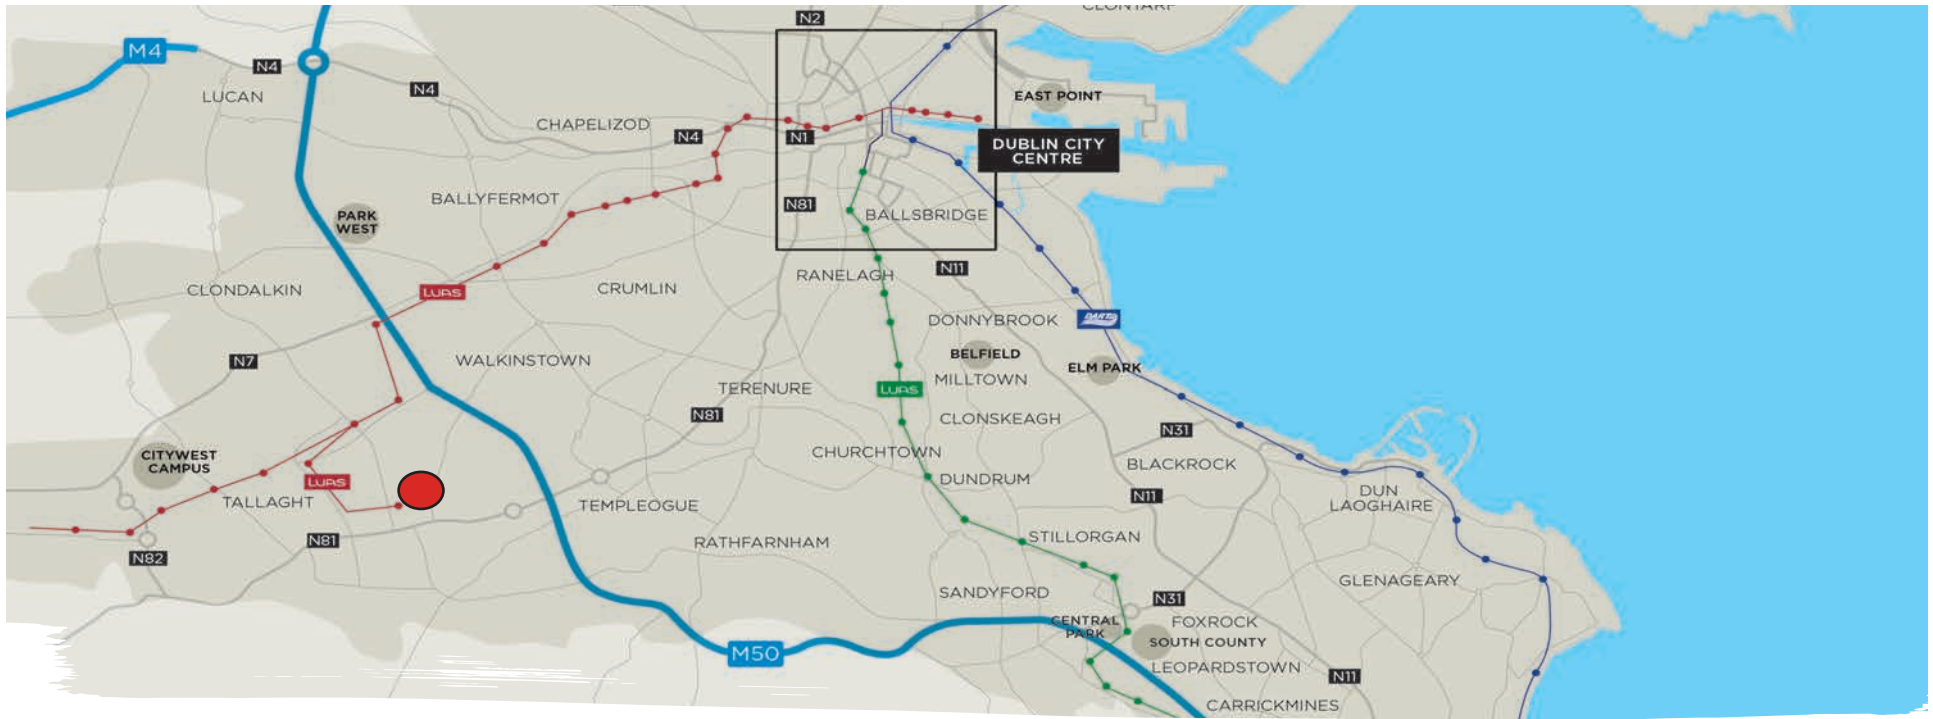 CLONTARF
N2
M4
N4
N4
LUCAN
EAST POINT
CHAPELIZOD
N4
N1
DUBLIN CITY
CENTRE
BALLYFERMOT
N81
BALLSBRIDGE
PARK
WEST
N11
RANELAGH
CLONDALKIN
LUAS
CRUMLIN
DONNYBROOK
DART
N7
WALKINSTOWN
BELFIELD
ELM PARK
MILLTOWN
TERENURE
LUAS
N81
CLONSKEAGH
N31
CHURCHTOWN
CITYWEST
CAMPUS
BLACKROCK
LUAS
DUNDRUM
TALLAGHT
TEMPLEOGUE
N11
DUN
LAOGHAIRE
N81
RATHFARNHAM
STILLORGAN
N82
GLENAGEARY
SANDYFORD
N31
CENTRAL
PARK
FOXROCK
SOUTH COUNTY
M50
LEOPARDSTOWN
N11
CARRICKMINES